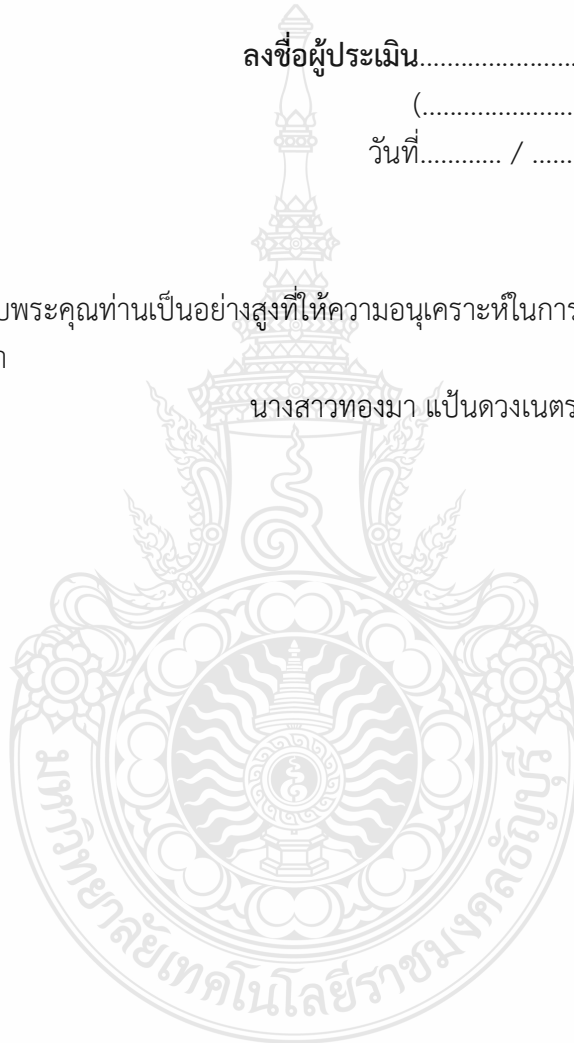 ลงชื่อผู้ประเมิน.......................
(......................
วันที่............ / ......
บพระคุณท่านเป็นอย่างสูงที่ให้ความอนุเคราะห์ในการ
นางสาวทองมา แป้นดวงเนตร
มหาวิทยาลัยเทคโนโลยีราชมงคลธัญบุรี